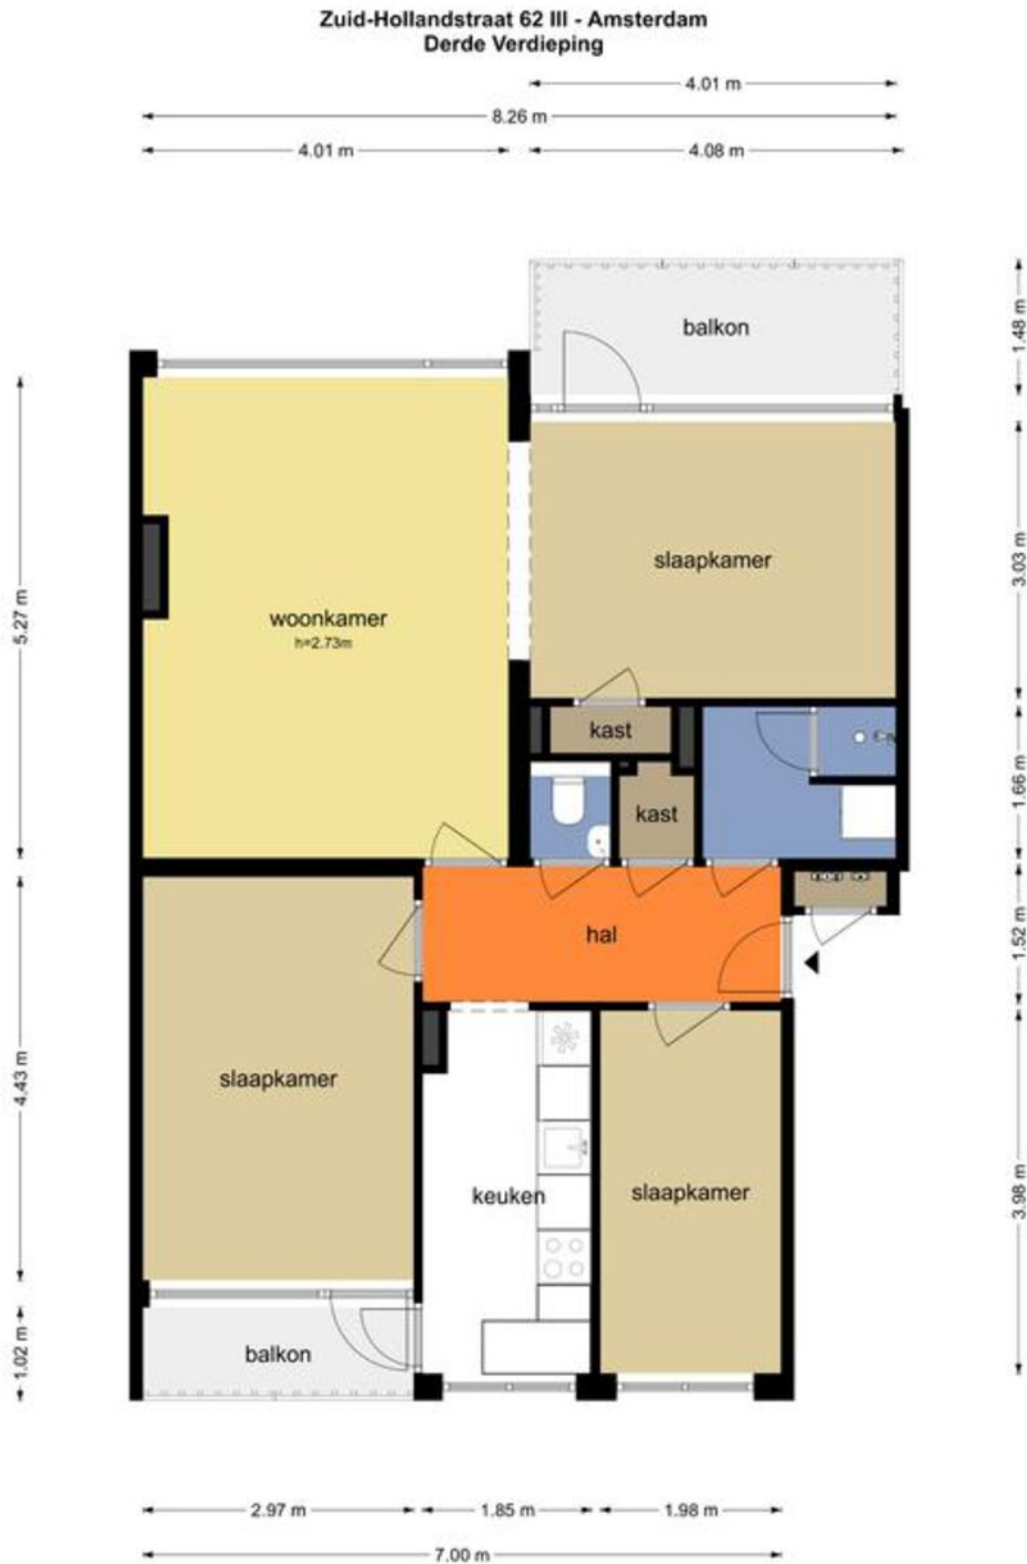 Zuid-Hollandstraat 62 III - Amsterdam
Derde Verdieping
4.01 m
8.26 m
4.01 m
4.08 m
balkon
1.48 m
slaapkamer
3.03 m
woonkamer
h=2.73m
5.27 m
kast
kast
1.66 m
hal
1.52 m
slaapkamer
4.43 m
keuken
slaapkamer
3.98 m
balkon
1.02 m
2.97 m
1.85 m
1.98 m
7.00 m